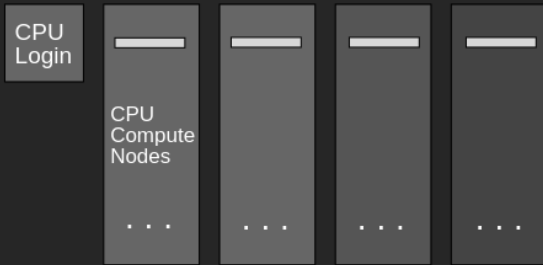 CPU
Login
CPU
Compute
Nodes
. . .
. . .
. . .
. . .